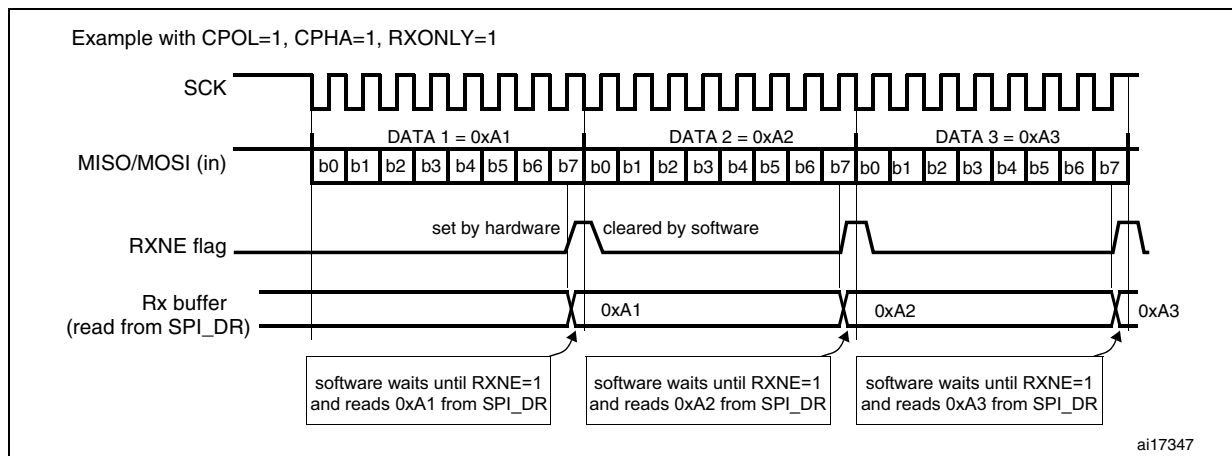 Example with CPOL=1, CPHA=1, RXONLY=1
SCK
DATA 1 = 0xA1 DATA 2 = 0xA2 DATA 3 = 0xA3
MISO/MOSI (in)
b0 b1 b2 b3 b4 b5 b6 b7 b0 b1 b2 b3 b4 b5 b6 b7 b0 b1 b2 b3 b4 b5 b6 b7
set by hardware cleared by software
RXNE flag
Rx buffer
(read from SPI_DR)
0xA1 0xA2 0xA3
software waits until RXNE=1
and reads 0xA1 from SPI_DR
software waits until RXNE=1
and reads 0xA2 from SPI_DR
software waits until RXNE=1
and reads 0xA3 from SPI_DR
ai17347